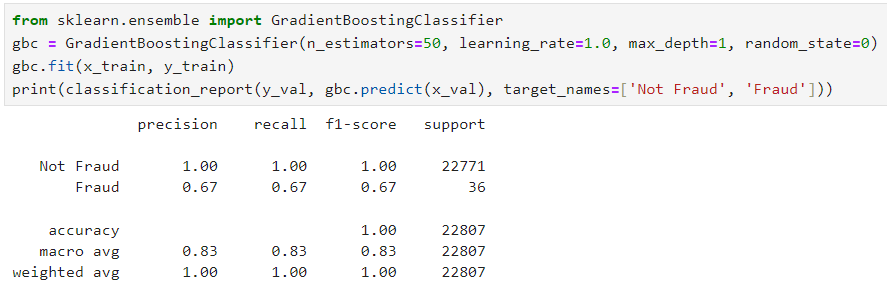 from sklearn.ensemble import GradientBoostingClassifier
gbc = GradientBoostingClassifier(n_estimators=50, learning_rate=1.0, max_depth=1, random_state=0)
gbc.fit(x_train, y_train)
print(classification_report(y_val, gbc.predict(x_val), target_names=['Not Fraud', 'Fraud']))
precision recall f1-score support
Not Fraud 1.00 1.00 1.00 22771
Fraud 0.67 0.67 0.67 36
accuracy 1.00 22807
macro avg 0.83 0.83 0.83 22807
weighted avg 1.00 1.00 1.00 22807